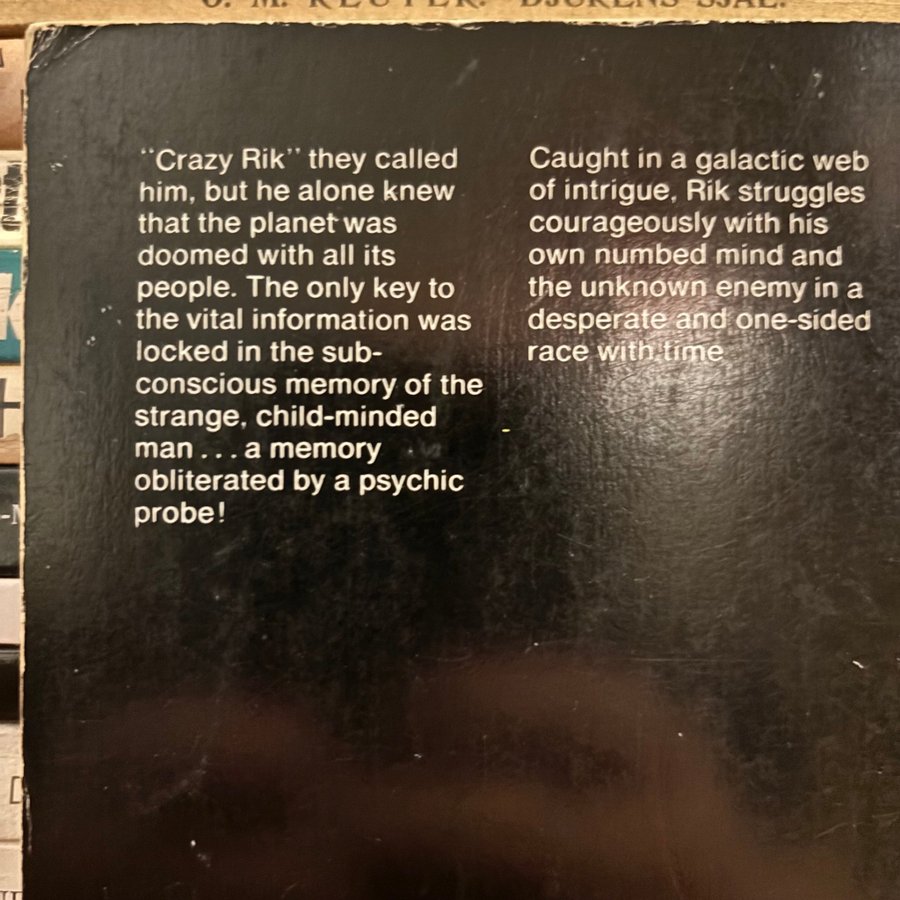 O. M. REUTER. DJURENS SJÄL.
"Crazy Rik" they called
him, but he alone knew
that the planet was
doomed with all its
people. The only key to
the vital information was
locked in the sub-
conscious memory of the
strange, child-minded
man . . . a memory
obliterated by a psychic
probe!
Caught in a galactic web
of intrigue, Rik struggles
courageously with his
own numbed mind and
the unknown enemy in a
desperate and one-sided
race with time